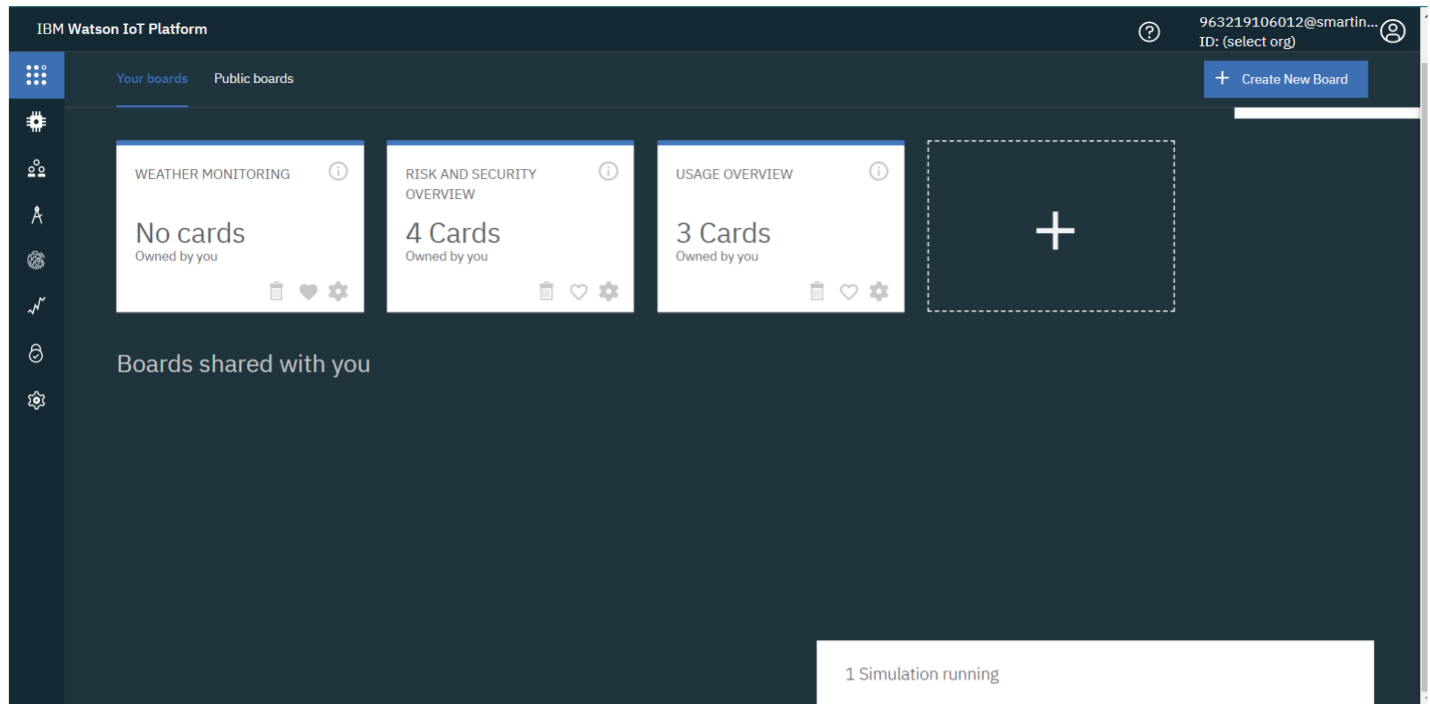 IBM Watson IoT Platform
963219106012@smartin...
ID: (select org)
Your boards Public boards
+ Create New Board
WEATHER MONITORING
No cards
Owned by you
RISK AND SECURITY
OVERVIEW
4 Cards
Owned by you
USAGE OVERVIEW
3 Cards
Owned by you
Boards shared with you
1 Simulation running